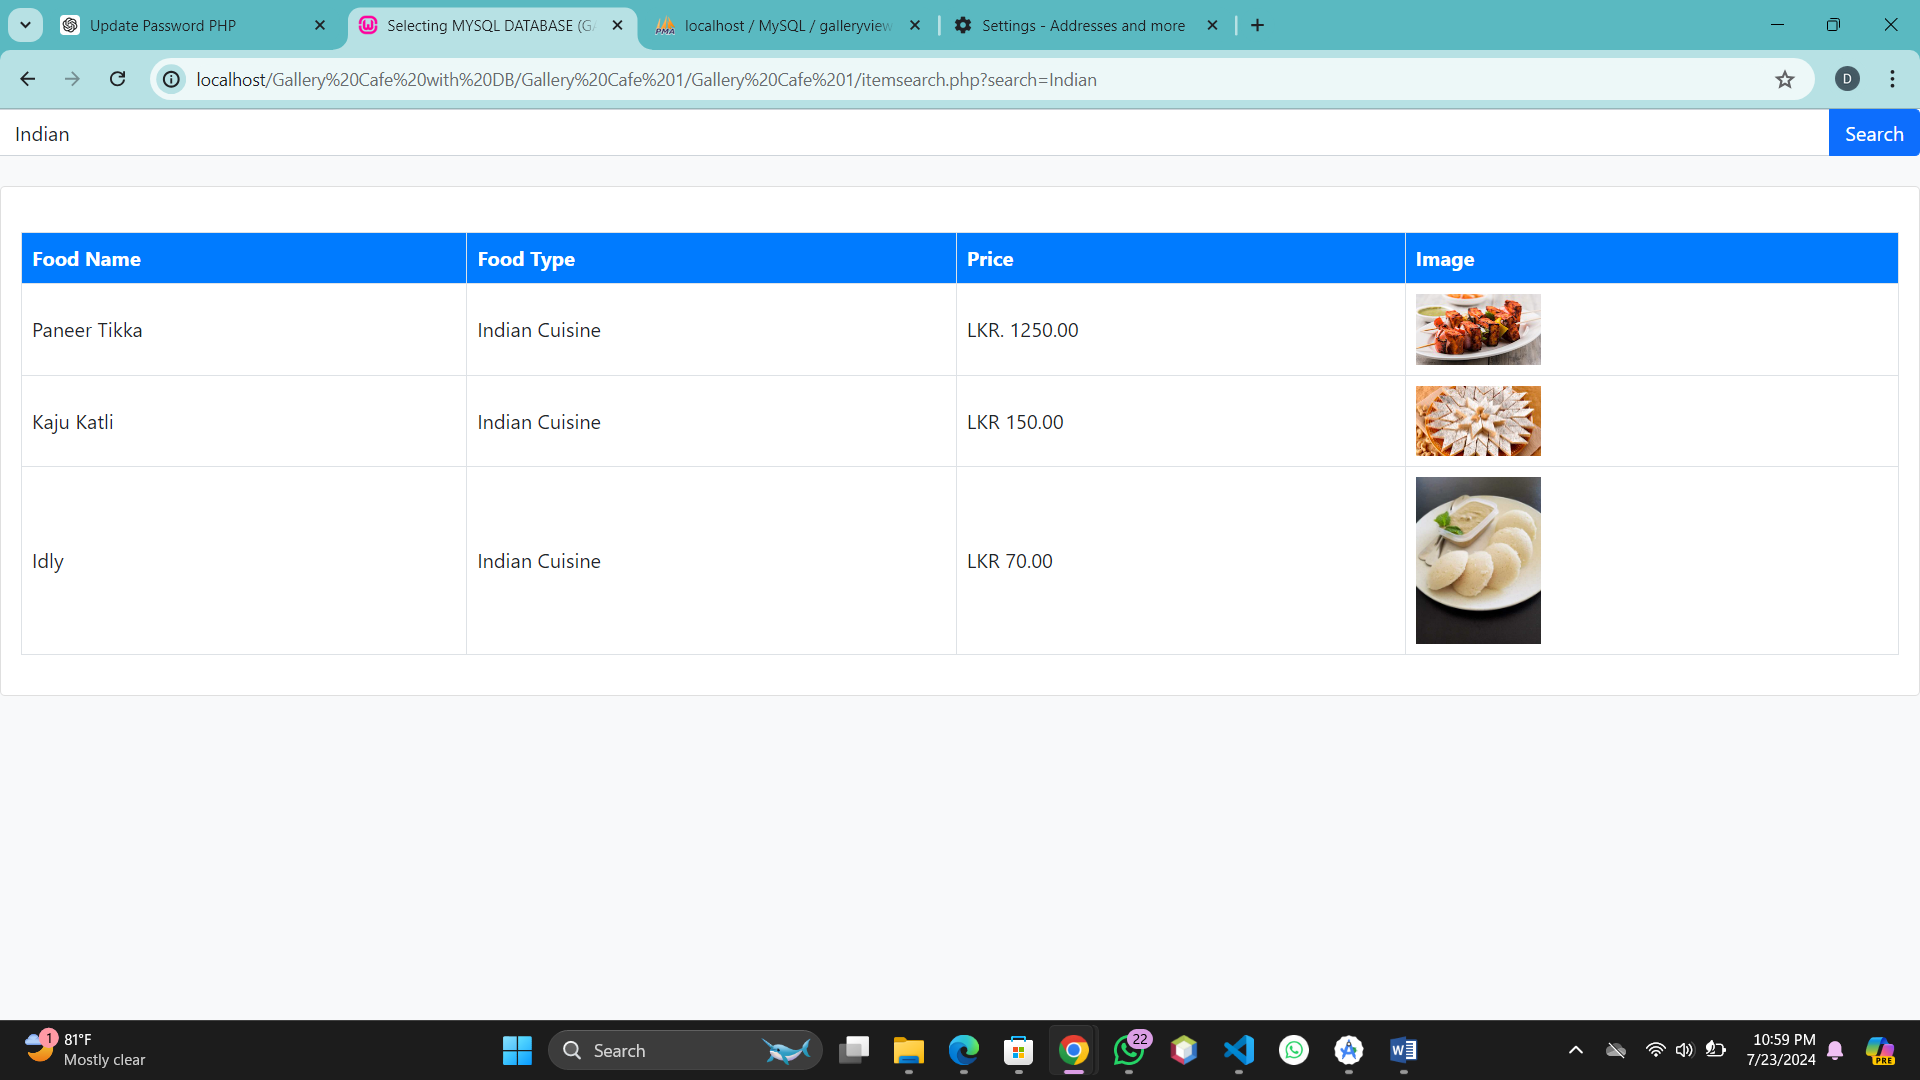 Update Password PHP
Selecting MYSQL DATABASE (GA
localhost / MySQL / galleryview
Settings - Addresses and more
localhost/Gallery%20Cafe%20with%20DB/Gallery%20Cafe%201/Gallery%20Cafe%201/itemsearch.php?search=Indian
D
Indian
Search
Food Name Food Type Price Image
Paneer Tikka Indian Cuisine LKR. 1250.00
Kaju Katli Indian Cuisine LKR 150.00
Idly Indian Cuisine LKR 70.00
1
81°F
Mostly clear
Search
22
10:59 PM
7/23/2024
PRE